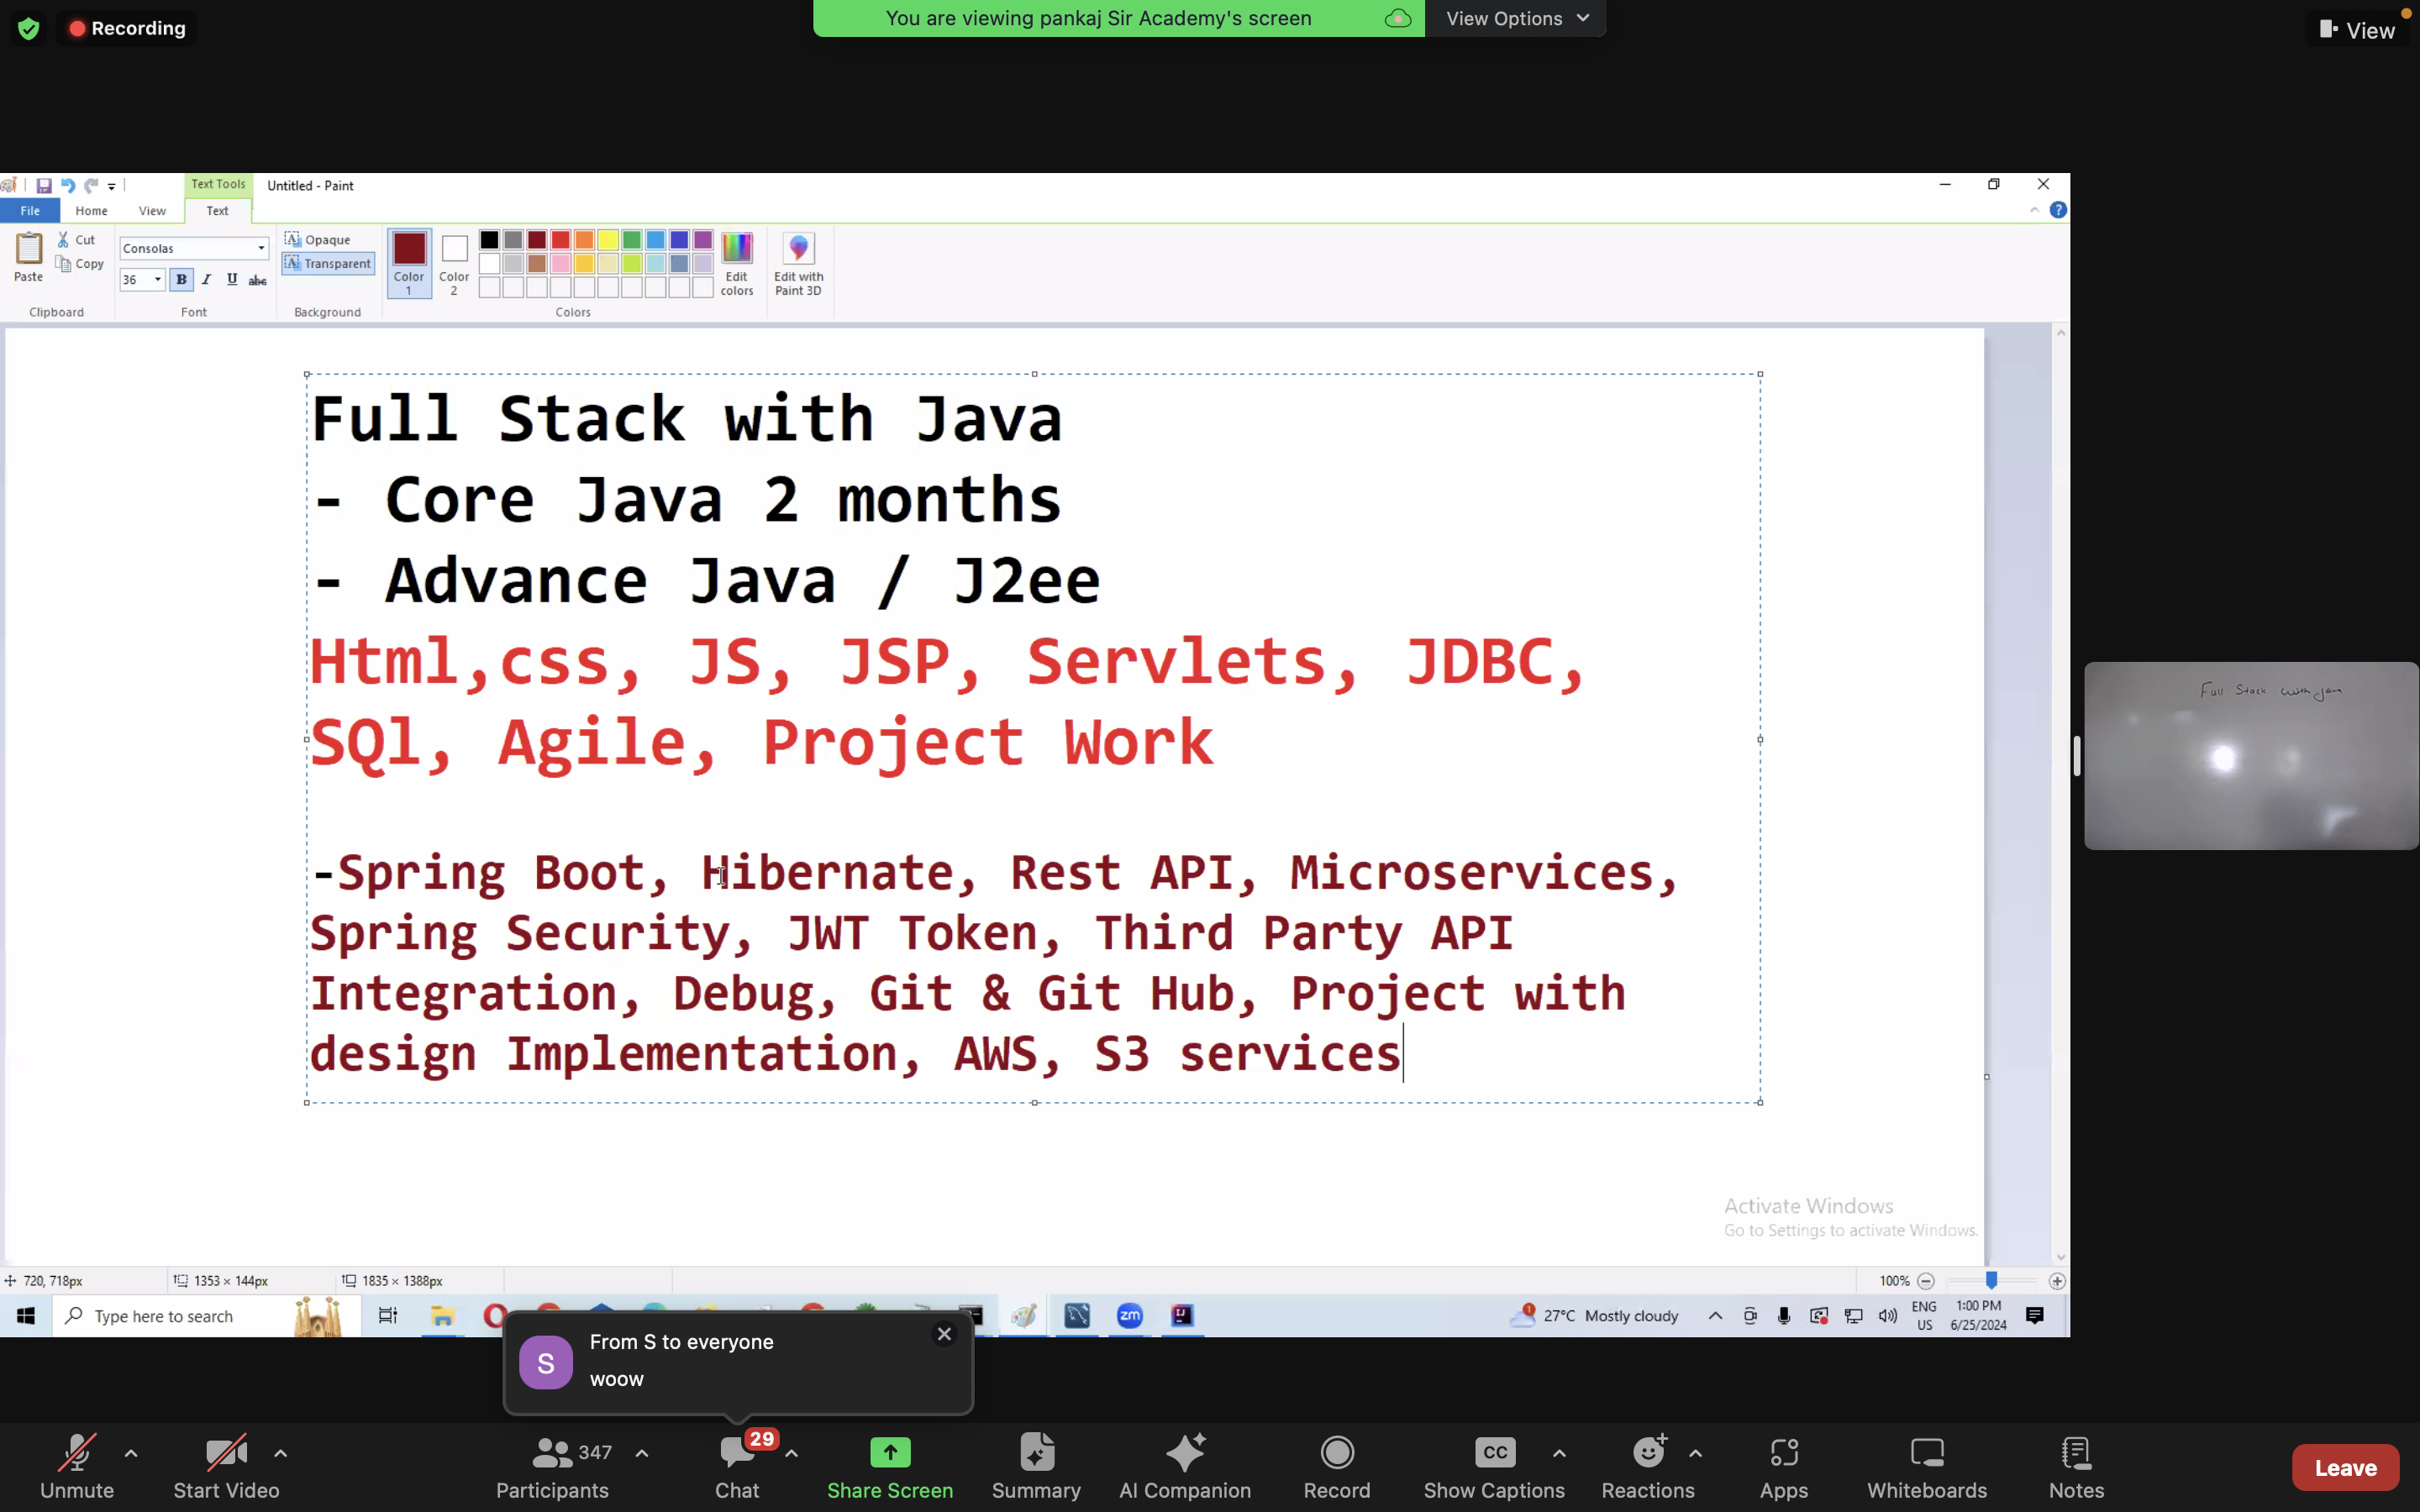 Recording
You are viewing pankaj Sir Academy's screen
View Options
View
Text Tools
Untitled - Paint
File
Home
View
Text
Paste
Cut
Copy
Clipboard
Consolas
36
B I U abc
Font
Opaque
Transparent
Background
Color 1
Color 2
Edit colors
Colors
Edit with Paint 3D
Full Stack with Java
- Core Java 2 months
- Advance Java / J2ee
Html,css, JS, JSP, Servlets, JDBC,
SQl, Agile, Project Work
-Spring Boot, Hibernate, Rest API, Microservices,
Spring Security, JWT Token, Third Party API
Integration, Debug, Git & Git Hub, Project with
design Implementation, AWS, S3 services
Full Stack with Java
Activate Windows
Go to Settings to activate Windows.
720, 718px
1353 × 144px
1835 × 1388px
100%
Type here to search
zm
27°C Mostly cloudy
ENG
US
1:00 PM
6/25/2024
S
From S to everyone
woow
Unmute
Start Video
347
Participants
29
Chat
Share Screen
Summary
AI Companion
Record
CC
Show Captions
Reactions
Apps
Whiteboards
Notes
Leave